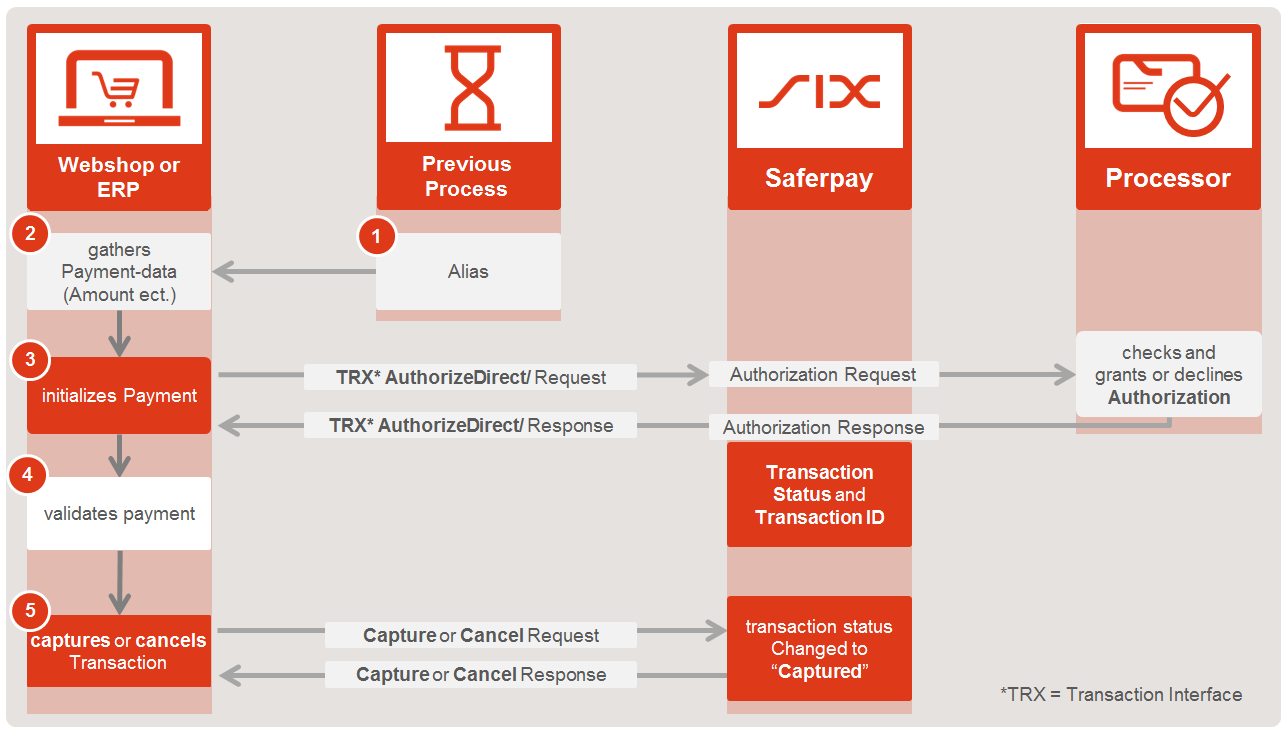 SIX
Webshop or
ERP
Previous
Process
Saferpay
Processor
2
gathers
Payment-data
(Amount ect.)
1
Alias
3
initializes Payment
TRX* AuthorizeDirect/ Request
Authorization Request
checks and
grants or declines
Authorization
TRX* AuthorizeDirect/ Response
Authorization Response
4
validates payment
Transaction
Status and
Transaction ID
5
captures or cancels
Transaction
Capture or Cancel Request
transaction status
Changed to
“Captured”
Capture or Cancel Response
*TRX = Transaction Interface